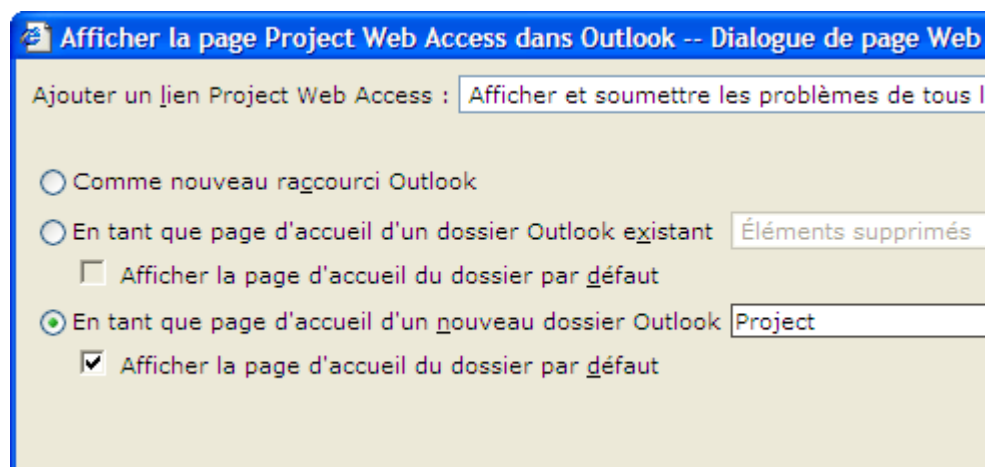 Afficher la page Project Web Access dans Outlook -- Dialogue de page Web
Ajouter un lien Project Web Access : Afficher et soumettre les problèmes de tous l
Comme nouveau raccourci Outlook
En tant que page d'accueil d'un dossier Outlook existant Éléments supprimés
Afficher la page d'accueil du dossier par défaut
En tant que page d'accueil d'un nouveau dossier Outlook Project
Afficher la page d'accueil du dossier par défaut